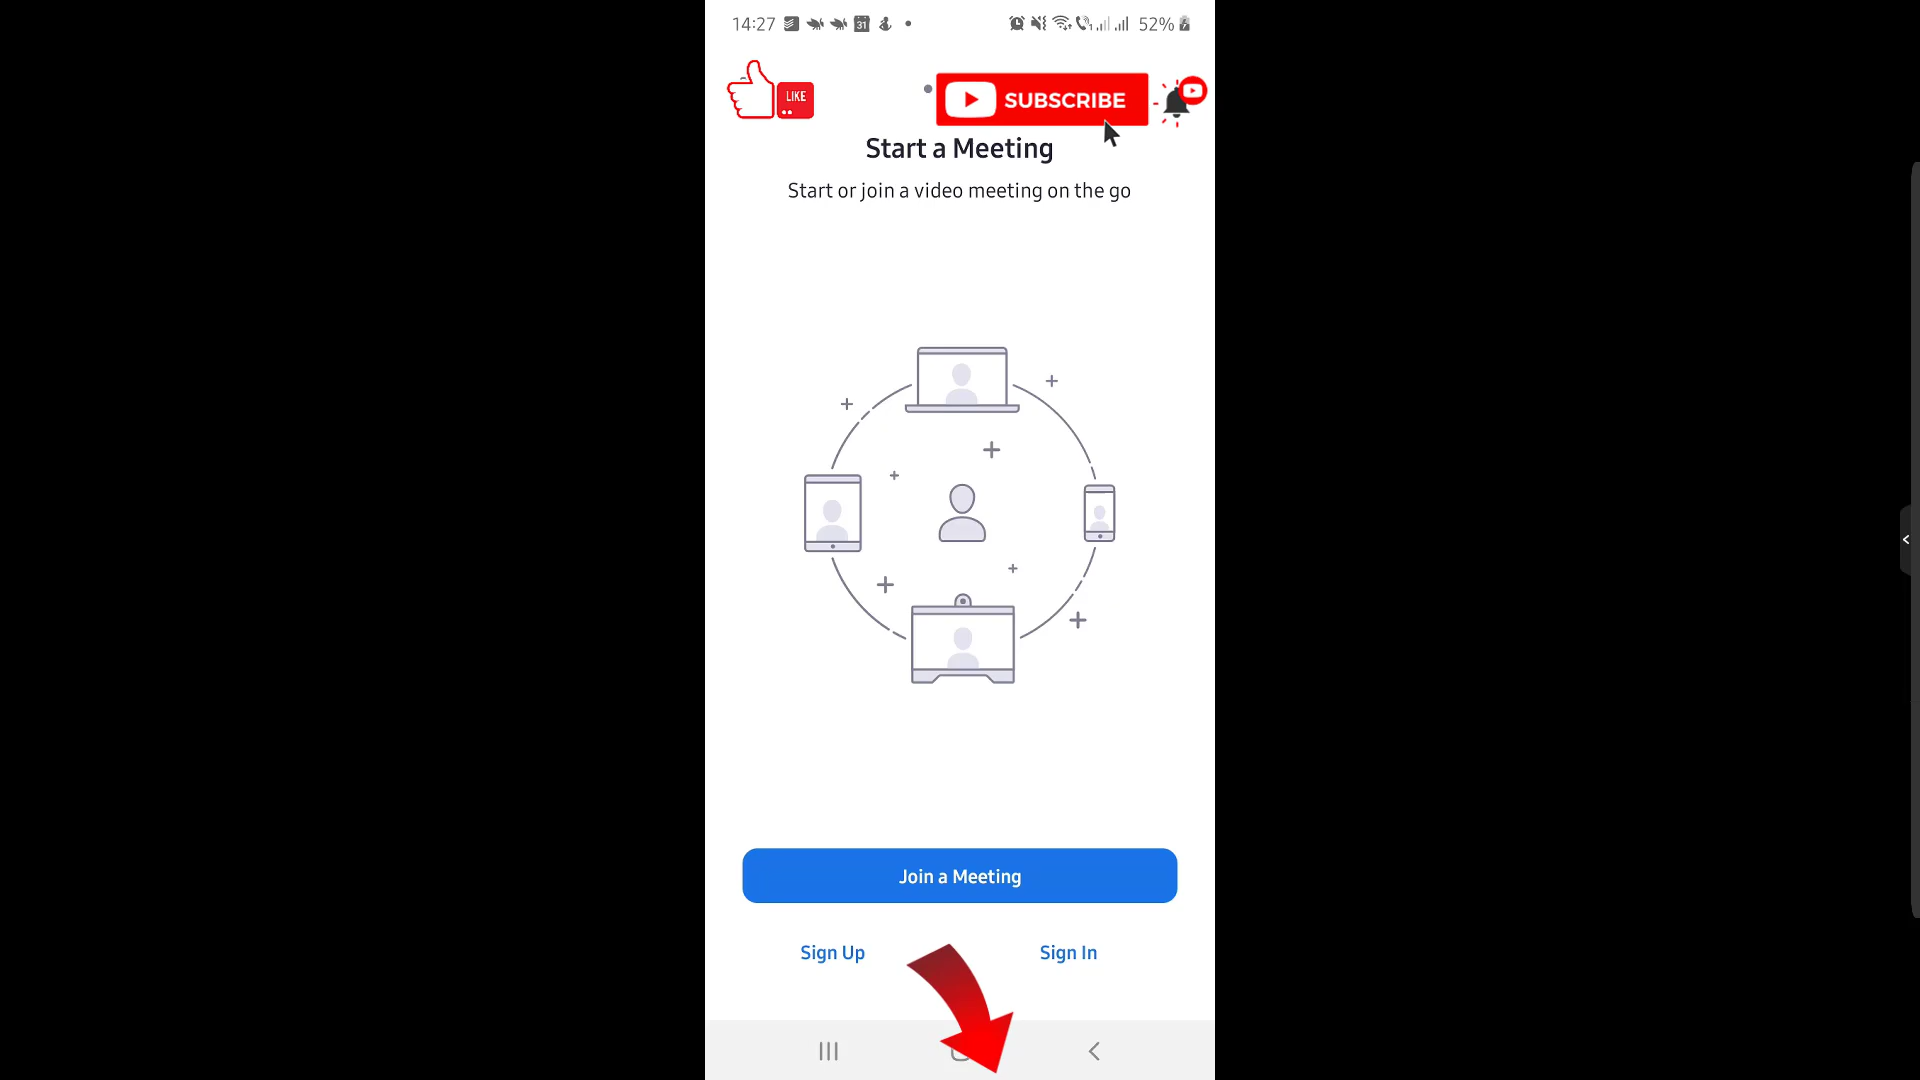 14:27 31 52%
LIKE
SUBSCRIBE
Start a Meeting
Start or join a video meeting on the go
Join a Meeting
Sign Up Sign In